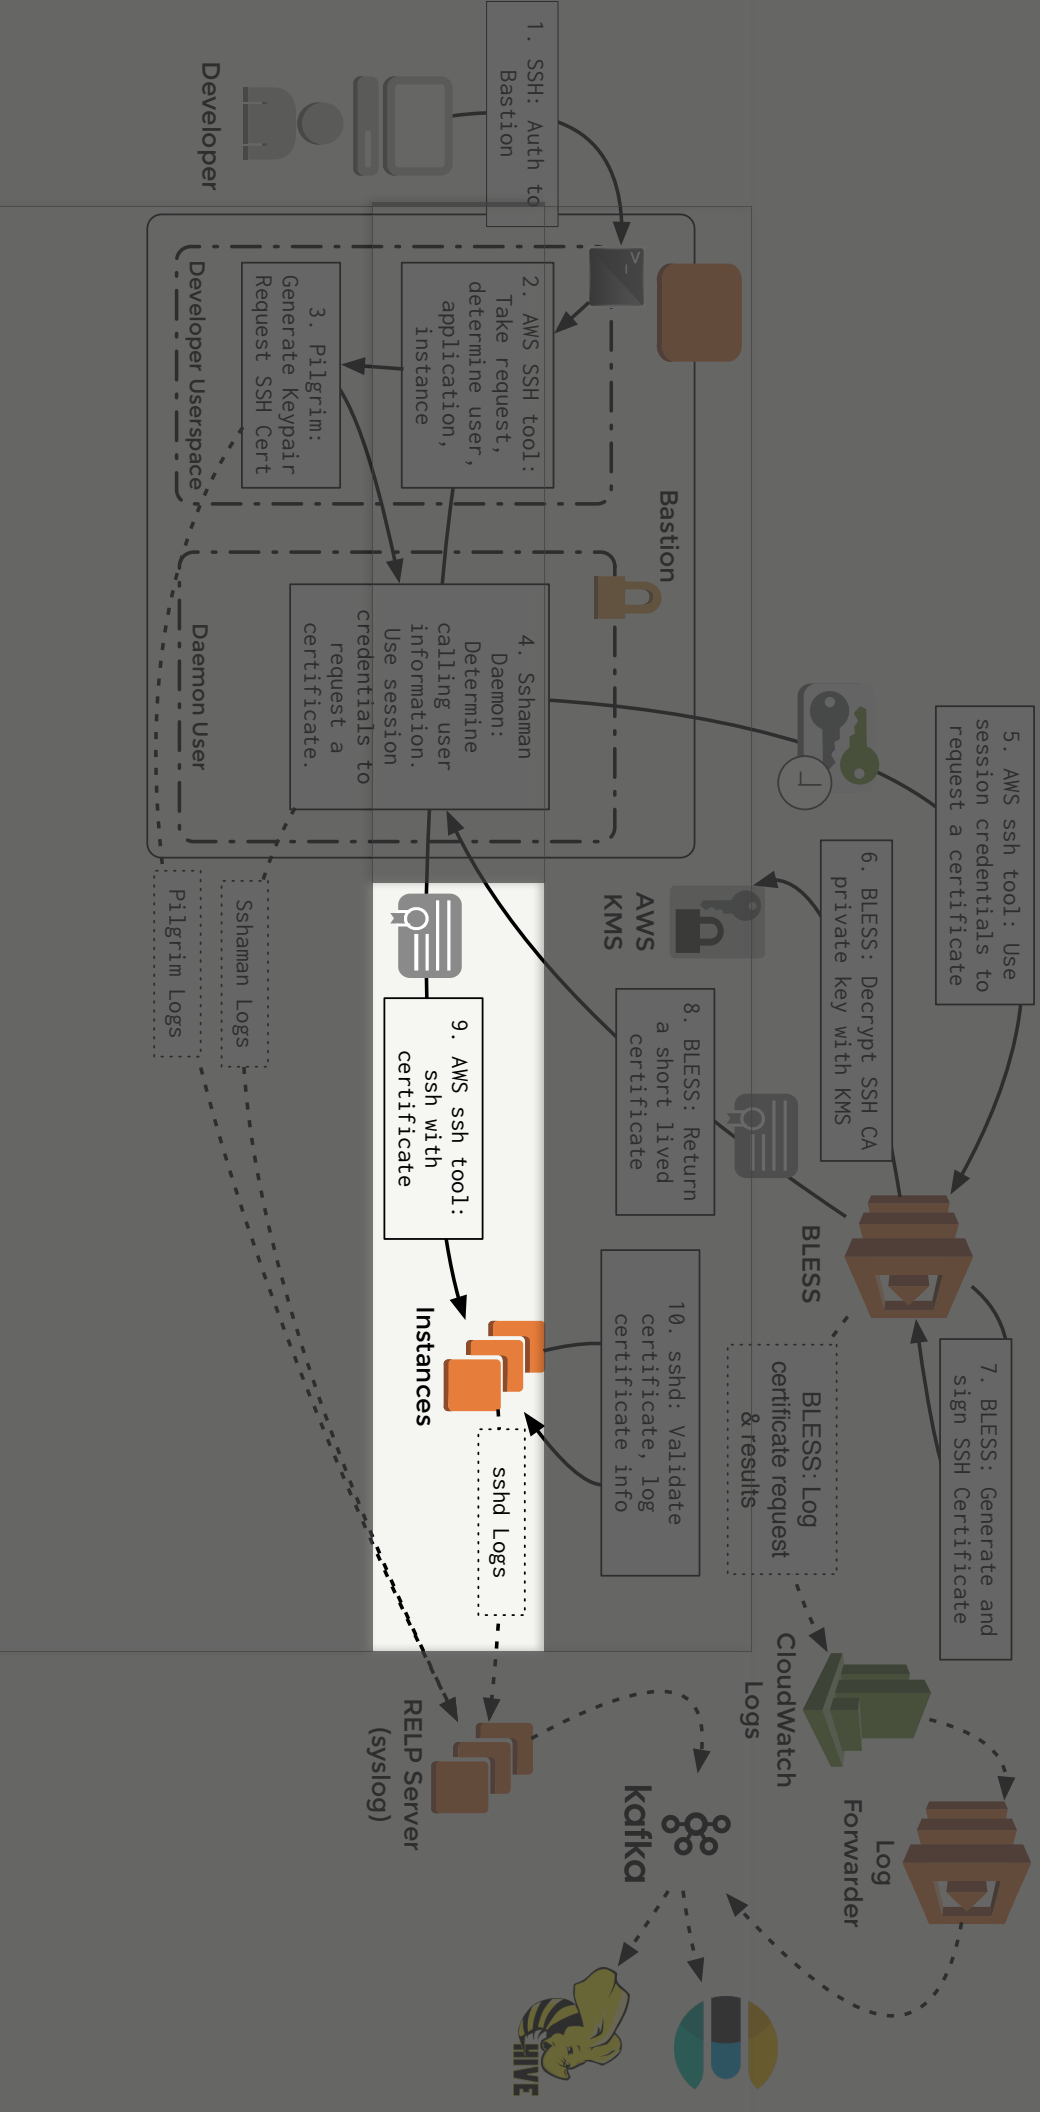 1. SSH: Auth to
Bastion
Developer
Bastion
2. AWS SSH tool:
Take request,
determine user,
application,
instance
3. Pilgrim:
Generate Keypair
Request SSH Cert
Developer Userspace
4. Sshaman
Daemon:
Determine
calling user
information.
Use session
credentials to
request a
certificate.
Daemon User
5. AWS ssh tool: Use
session credentials to
request a certificate
6. BLESS: Decrypt SSH CA
private key with KMS
AWS
KMS
8. BLESS: Return
a short lived
certificate
BLESS
7. BLESS: Generate and
sign SSH Certificate
BLESS: Log
certificate request
& results
9. AWS ssh tool:
ssh with
certificate
Instances
10. sshd: Validate
certificate, log
certificate info
sshd Logs
Sshaman Logs
Pilgrim Logs
CloudWatch
Logs
Log
Forwarder
RELP Server
(syslog)
kafka
HIVE